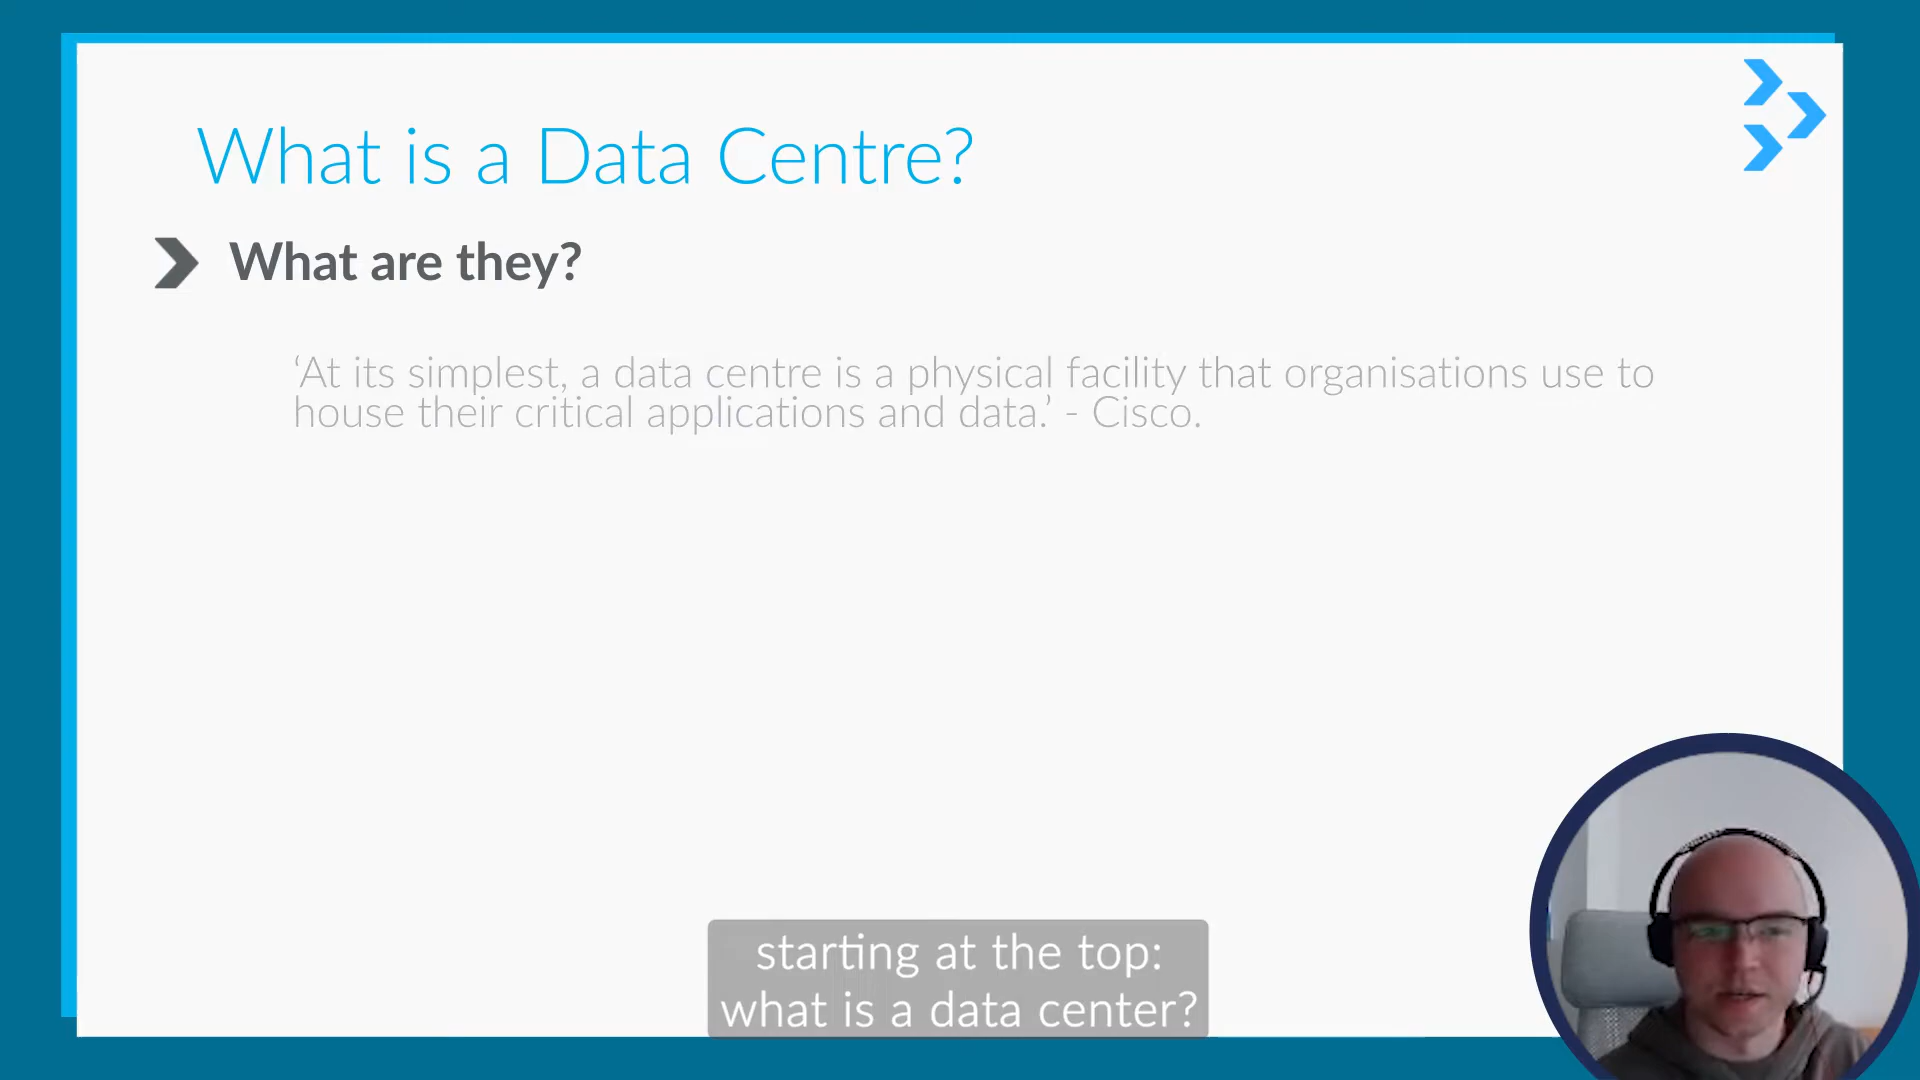 What is a Data Centre?
What are they?
‘At its simplest, a data centre is a physical facility that organisations use to
house their critical applications and data.’ - Cisco.
starting at the top:
what is a data center?